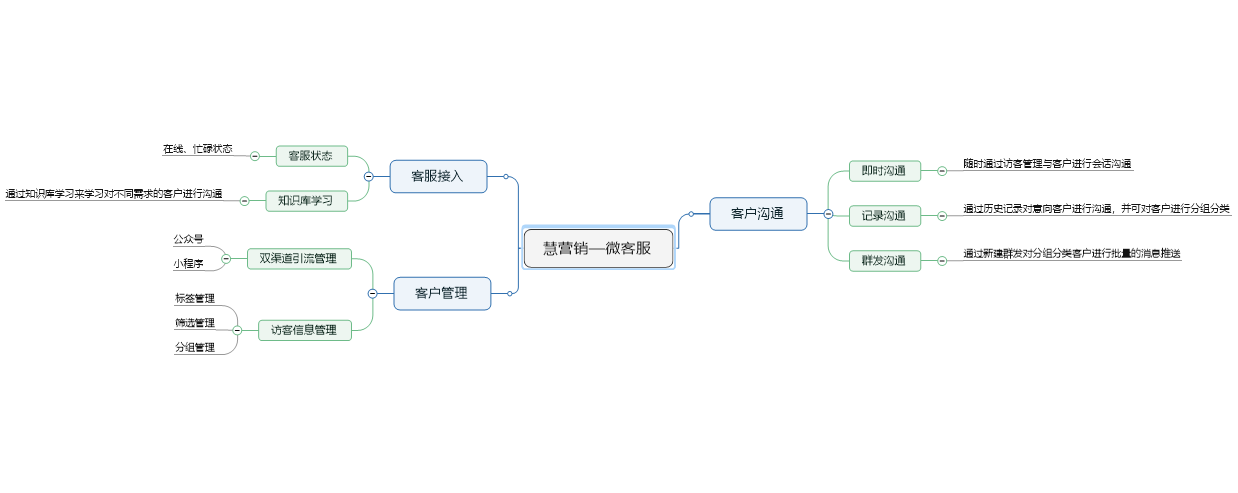 慧营销—微客服
客服接入
客服状态
在线、忙碌状态
知识库学习
通过知识库学习来学习对不同需求的客户进行沟通
客户管理
双渠道引流管理
公众号
小程序
访客信息管理
标签管理
筛选管理
分组管理
客户沟通
即时沟通
随时通过访客管理与客户进行会话沟通
记录沟通
通过历史记录对意向客户进行沟通，并可对客户进行分组分类
群发沟通
通过新建群发对分组分类客户进行批量的消息推送